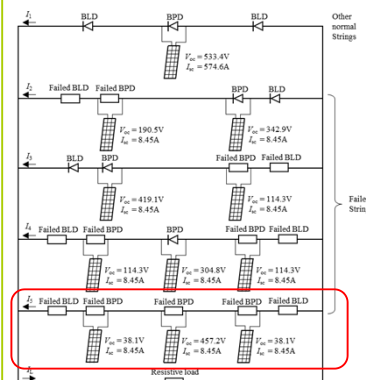 I₁ BLD BPD BLD Other
normal
Strings
Voc = 533.4V
Isc = 574.6A
I₂ Failed BLD Failed BPD BPD BLD
Voc = 190.5V Voc = 342.9V
Isc = 8.45A Isc = 8.45A
I₃ BLD BPD Failed BPD Failed BLD
Voc = 419.1V Voc = 114.3V
Isc = 8.45A Isc = 8.45A
Faile
Strin
I₄ Failed BLD Failed BPD BPD Failed BPD Failed BLD
Voc = 114.3V Voc = 304.8V Voc = 114.3V
Isc = 8.45A Isc = 8.45A Isc = 8.45A
I₅ Failed BLD Failed BPD Failed BPD Failed BPD Failed BLD
Voc = 38.1V Voc = 457.2V Voc = 38.1V
Isc = 8.45A Isc = 8.45A Isc = 8.45A
Resistive load